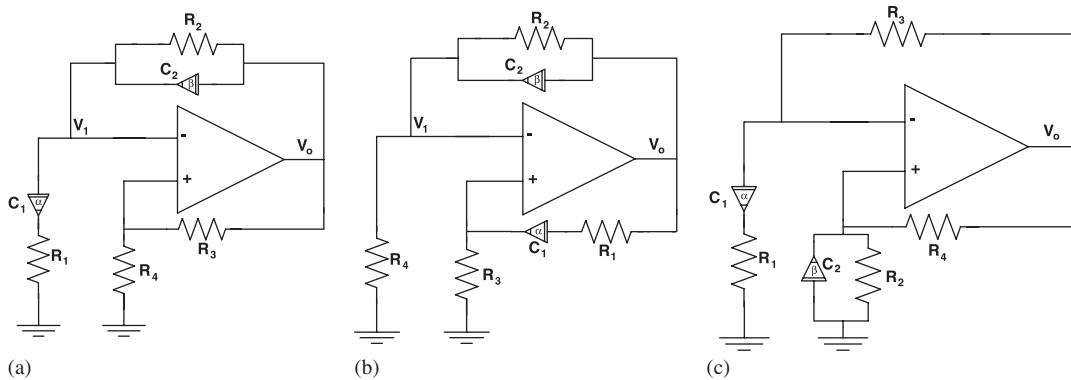 R2
C2
β
V1
-
Vo
+
C1
α
R3
R1
R4
(a)
R2
C2
β
V1
-
Vo
+
α
C1
R1
R4
R3
(b)
R3
-
Vo
+
C1
α
R4
R1
β
C2
R2
(c)